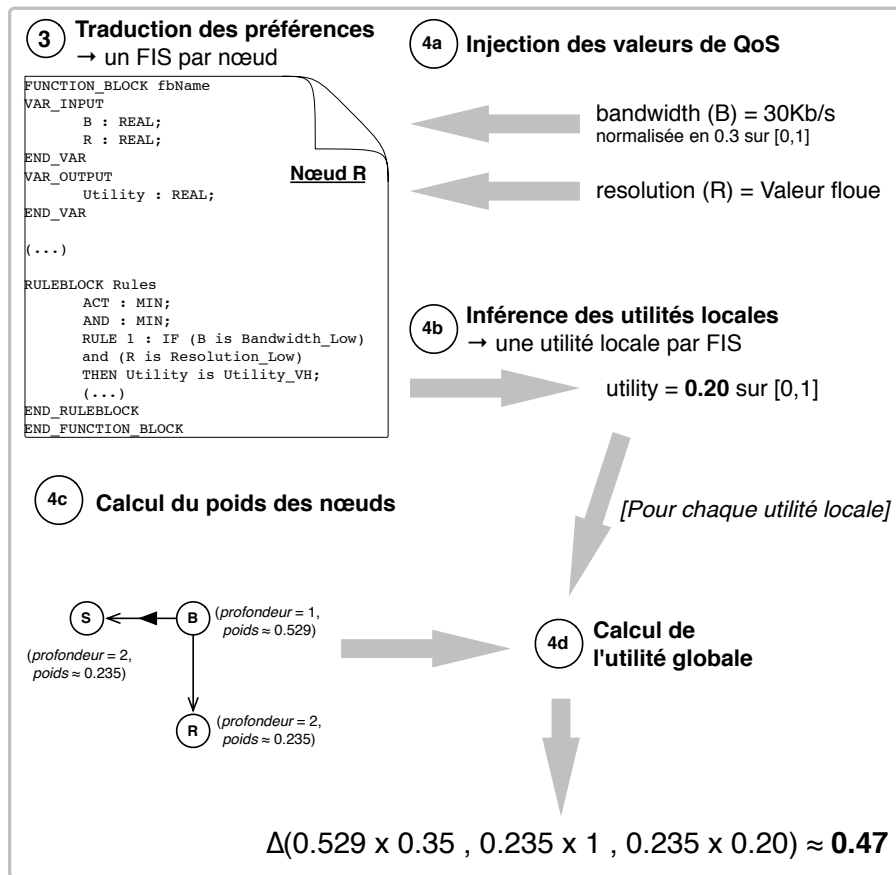 3 Traduction des préférences
→ un FIS par nœud
FUNCTION_BLOCK fbName
VAR_INPUT
B : REAL;
R : REAL;
END_VAR
VAR_OUTPUT
Utility : REAL;
END_VAR
(...)
RULEBLOCK Rules
ACT : MIN;
AND : MIN;
RULE 1 : IF (B is Bandwidth_Low)
and (R is Resolution_Low)
THEN Utility is Utility_VH;
(...)
END_RULEBLOCK
END_FUNCTION_BLOCK
Nœud R
4a Injection des valeurs de QoS
bandwidth (B) = 30Kb/s
normalisée en 0.3 sur [0,1]
resolution (R) = Valeur floue
4b Inférence des utilités locales
→ une utilité locale par FIS
utility = 0.20 sur [0,1]
[Pour chaque utilité locale]
4c Calcul du poids des nœuds
S
(profondeur = 2,
poids ≈ 0.235)
B
(profondeur = 1,
poids ≈ 0.529)
R
(profondeur = 2,
poids ≈ 0.235)
4d Calcul de
l'utilité globale
Δ(0.529 x 0.35 , 0.235 x 1 , 0.235 x 0.20) ≈ 0.47